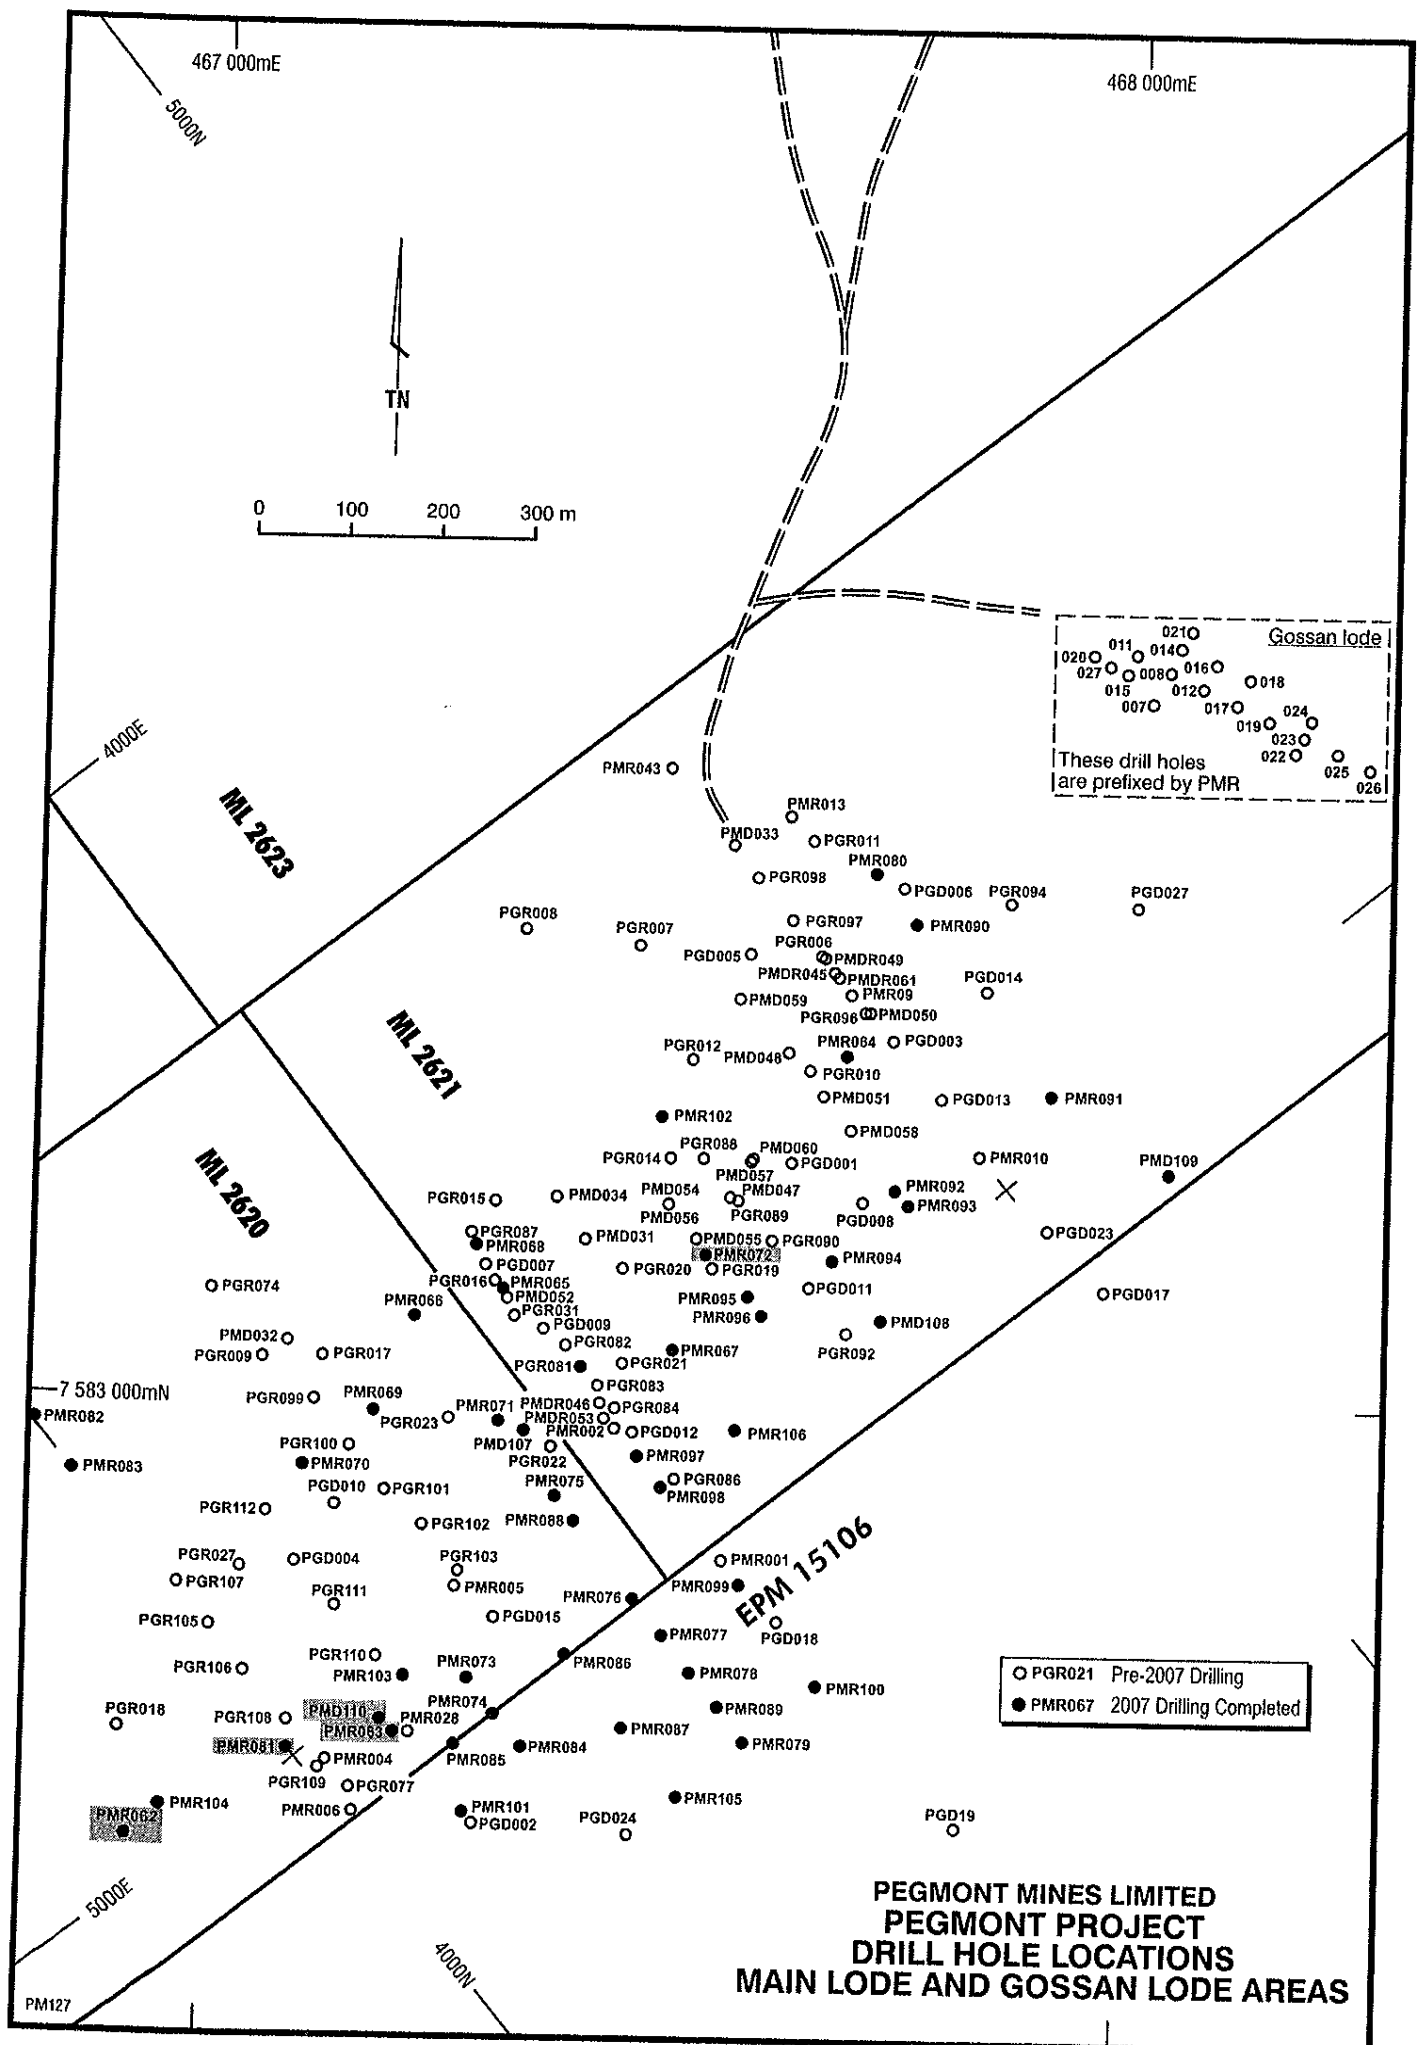 467 000mE
468 000mE
5000N
TN
0 100 200 300 m
Gossan lode
021
011
014
020
027
008
016
018
015
012
007
017
019
024
023
022
025
026
These drill holes
are prefixed by PMR
4000E
ML 2623
PMR043
PMR013
PMD033
PGR011
PMR080
PGR098
PGD006
PGR094
PGD027
PGR008
PGR007
PGR097
PMR090
PGR006
PGD005
PMDR049
PMDR045
PMDR061
PGD014
PMD059
PMR09
PGR096
PMD050
ML 2621
PMR064
PGD003
PGR012
PMD048
PGR010
PMD051
PGD013
PMR091
PMR102
PMD058
PGR088
PMD060
PGR014
PGD001
PMR010
PMD057
PMD109
ML 2620
PGR015
PMD034
PMD054
PMD047
PMR092
PMD056
PGR089
PGD008
PMR093
PGR087
PMD031
PMD055
PGR090
PGD023
PMR068
PMR072
PMR094
PGD007
PGR020
PGR019
PGR016
PMR065
PGR074
PMD052
PGD011
PGD017
PMR066
PGR031
PMR095
PMR096
PGD009
PMD108
PMD032
PGR082
PGR092
PGR009
PGR017
PMR067
PGR081
PGR021
7 583 000mN
PGR083
PGR099
PMR069
PMR071
PMDR046
PGR084
PMR082
PGR023
PMDR053
PMR002
PGD012
PMR106
PGR100
PMD107
PGR022
PMR083
PMR070
PMR097
PGD010
PGR101
PMR075
PGR086
PMR098
PGR112
PGR102
PMR088
EPM 15106
PGR027
PGD004
PGR103
PMR001
PGR107
PMR005
PMR099
PGR111
PMR076
PGR105
PGD015
PGD018
PMR077
PGR110
PMR086
PGR106
PMR103
PMR073
PMR078
PGR021 Pre-2007 Drilling
PMR100
PMR067 2007 Drilling Completed
PGR018
PMD110
PMR074
PMR089
PGR108
PMR063
PMR028
PMR087
PMR081
PMR085
PMR084
PMR079
PMR004
PGR109
PGR077
PMR104
PMR006
PMR101
PMR105
PMR062
PGD002
PGD024
PGD19
5000E
4000N
PEGMONT MINES LIMITED
PEGMONT PROJECT
DRILL HOLE LOCATIONS
MAIN LODE AND GOSSAN LODE AREAS
PM127